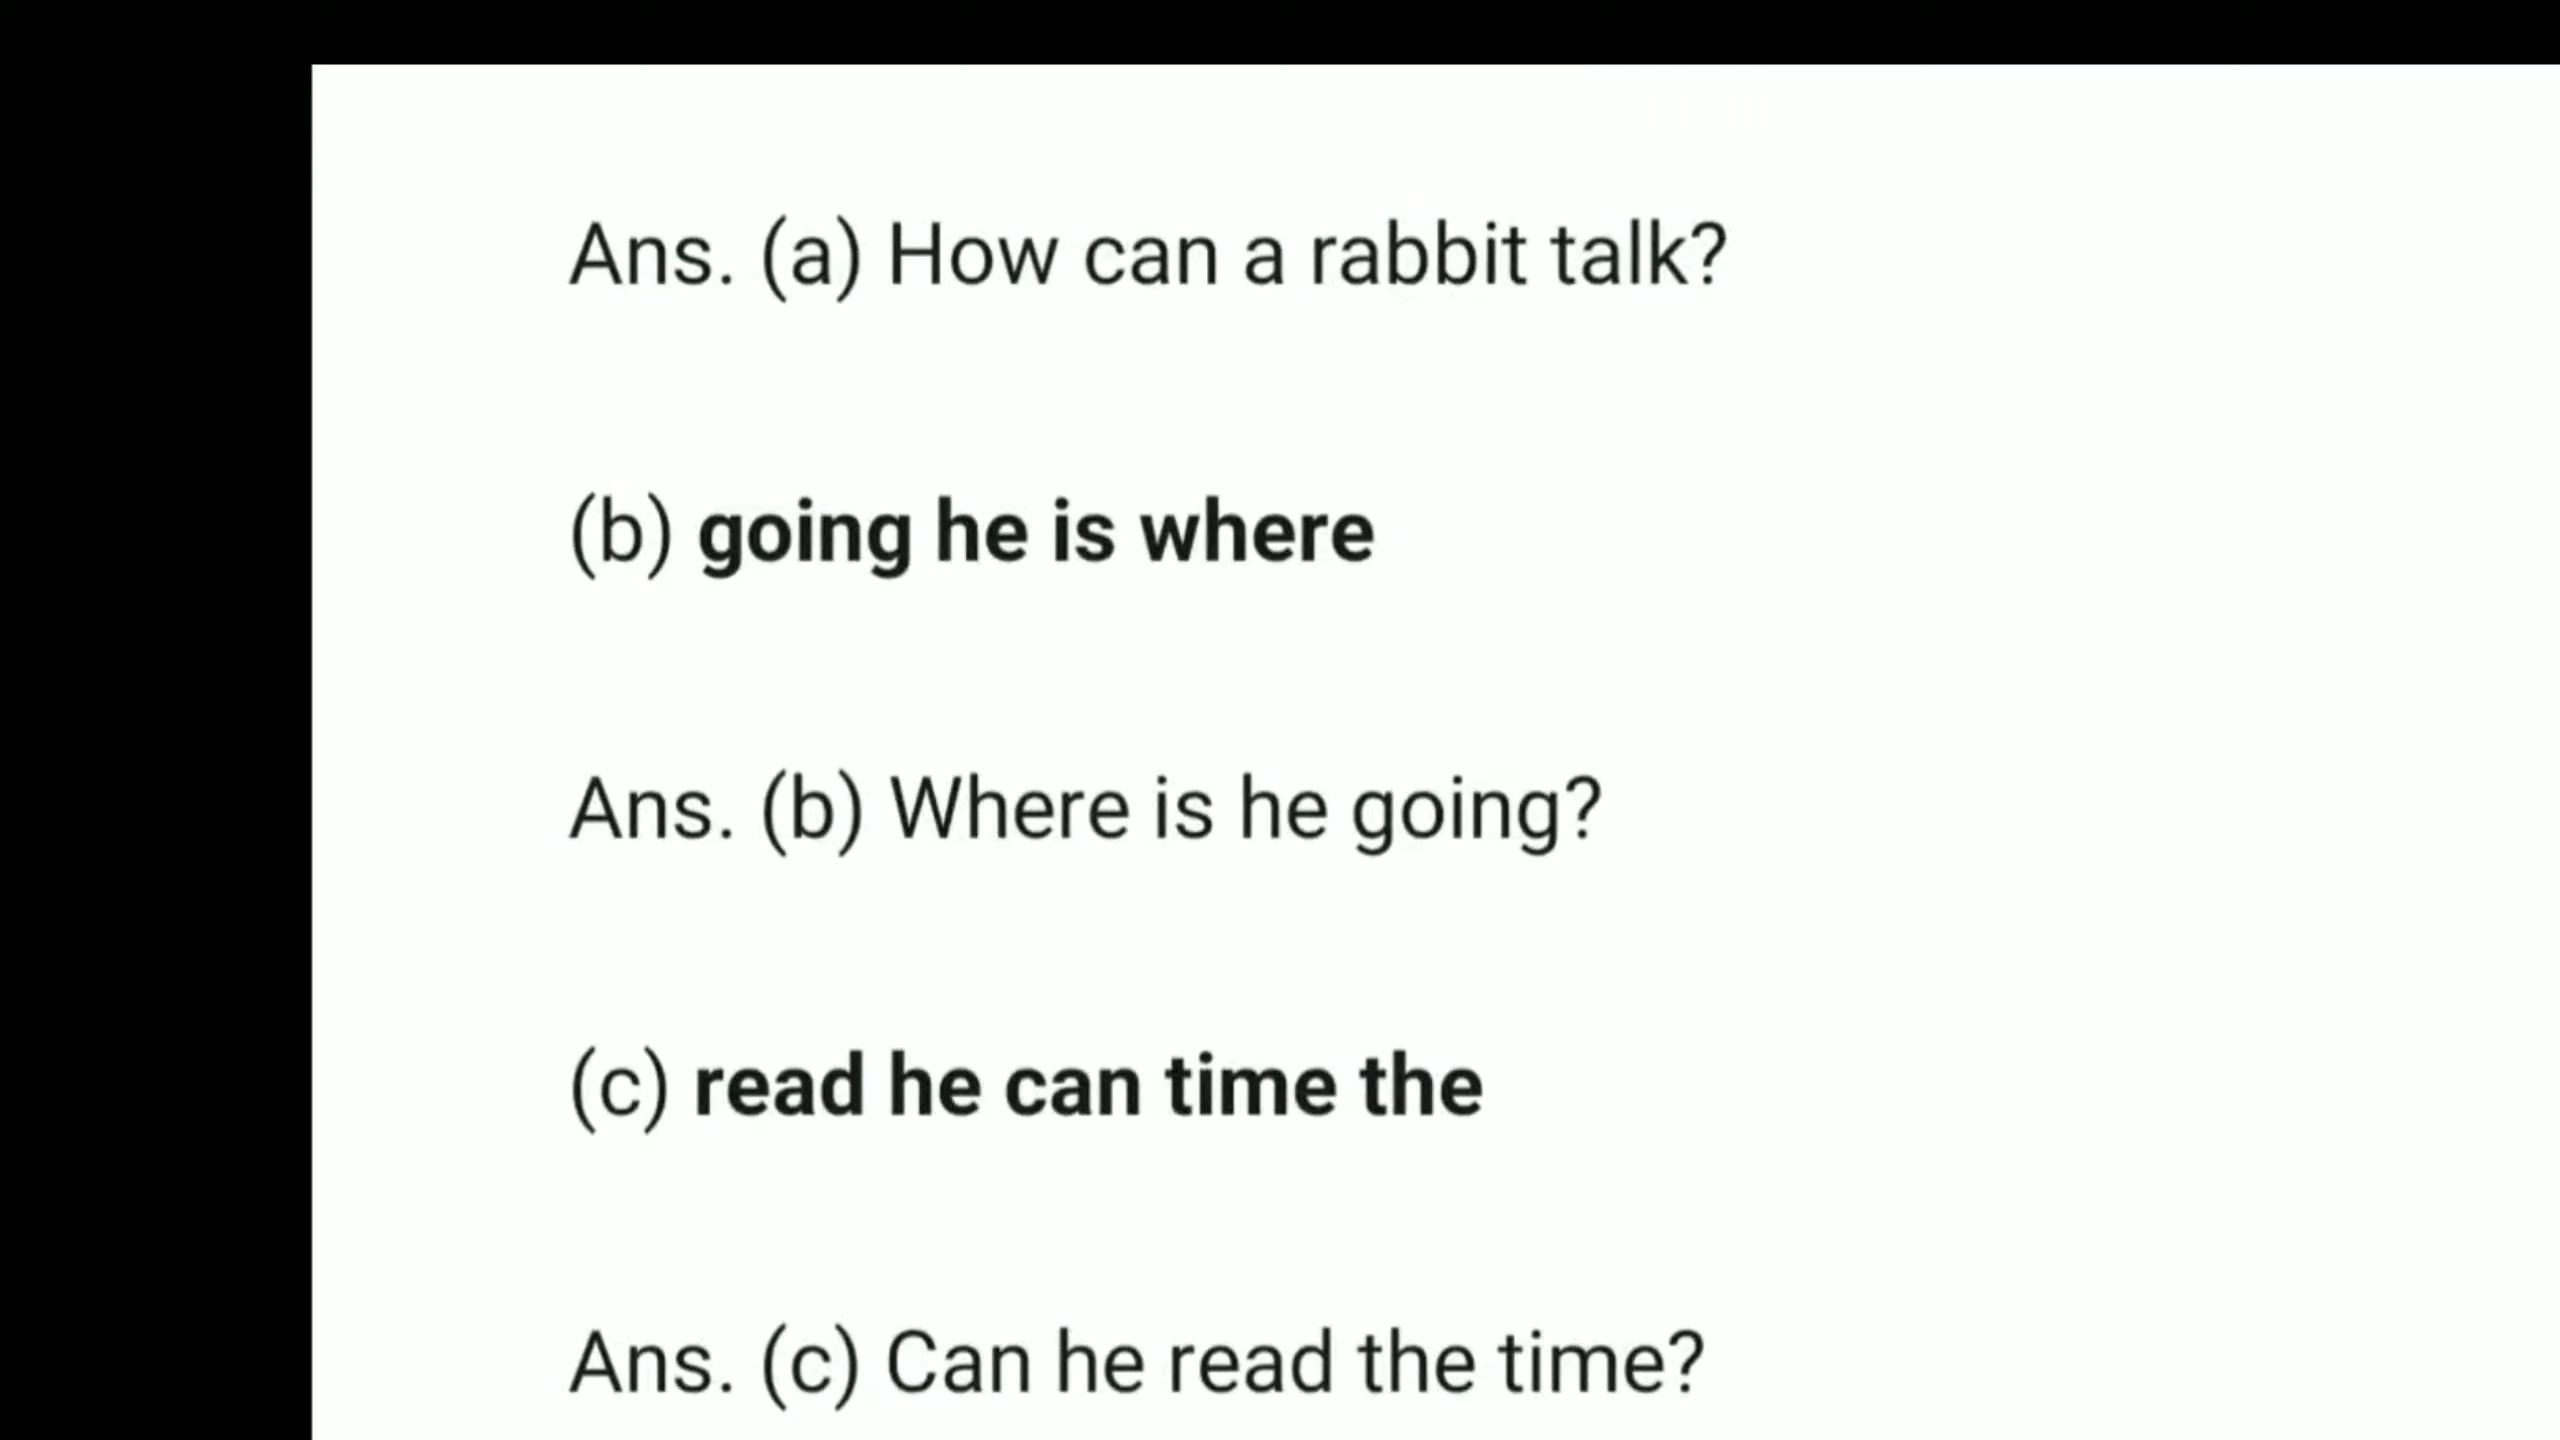 Ans. (a) How can a rabbit talk?
(b) going he is where
Ans. (b) Where is he going?
(c) read he can time the
Ans. (c) Can he read the time?